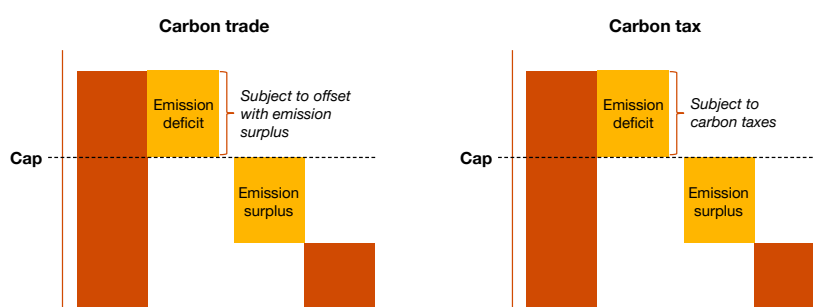 Carbon trade
Emission
deficit
Subject to offset
with emission
surplus
Cap
Emission
surplus
Carbon tax
Emission
deficit
Subject to
carbon taxes
Cap
Emission
surplus